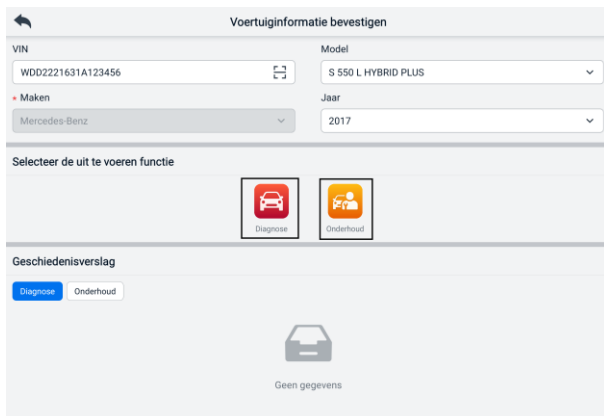 Voertuiginformatie bevestigen
VIN
Model
WDD2221631A123456
S 550 L HYBRID PLUS
* Maken
Jaar
Mercedes-Benz
2017
Selecteer de uit te voeren functie
Diagnose
Onderhoud
Geschiedenisverslag
Diagnose
Onderhoud
Geen gegevens